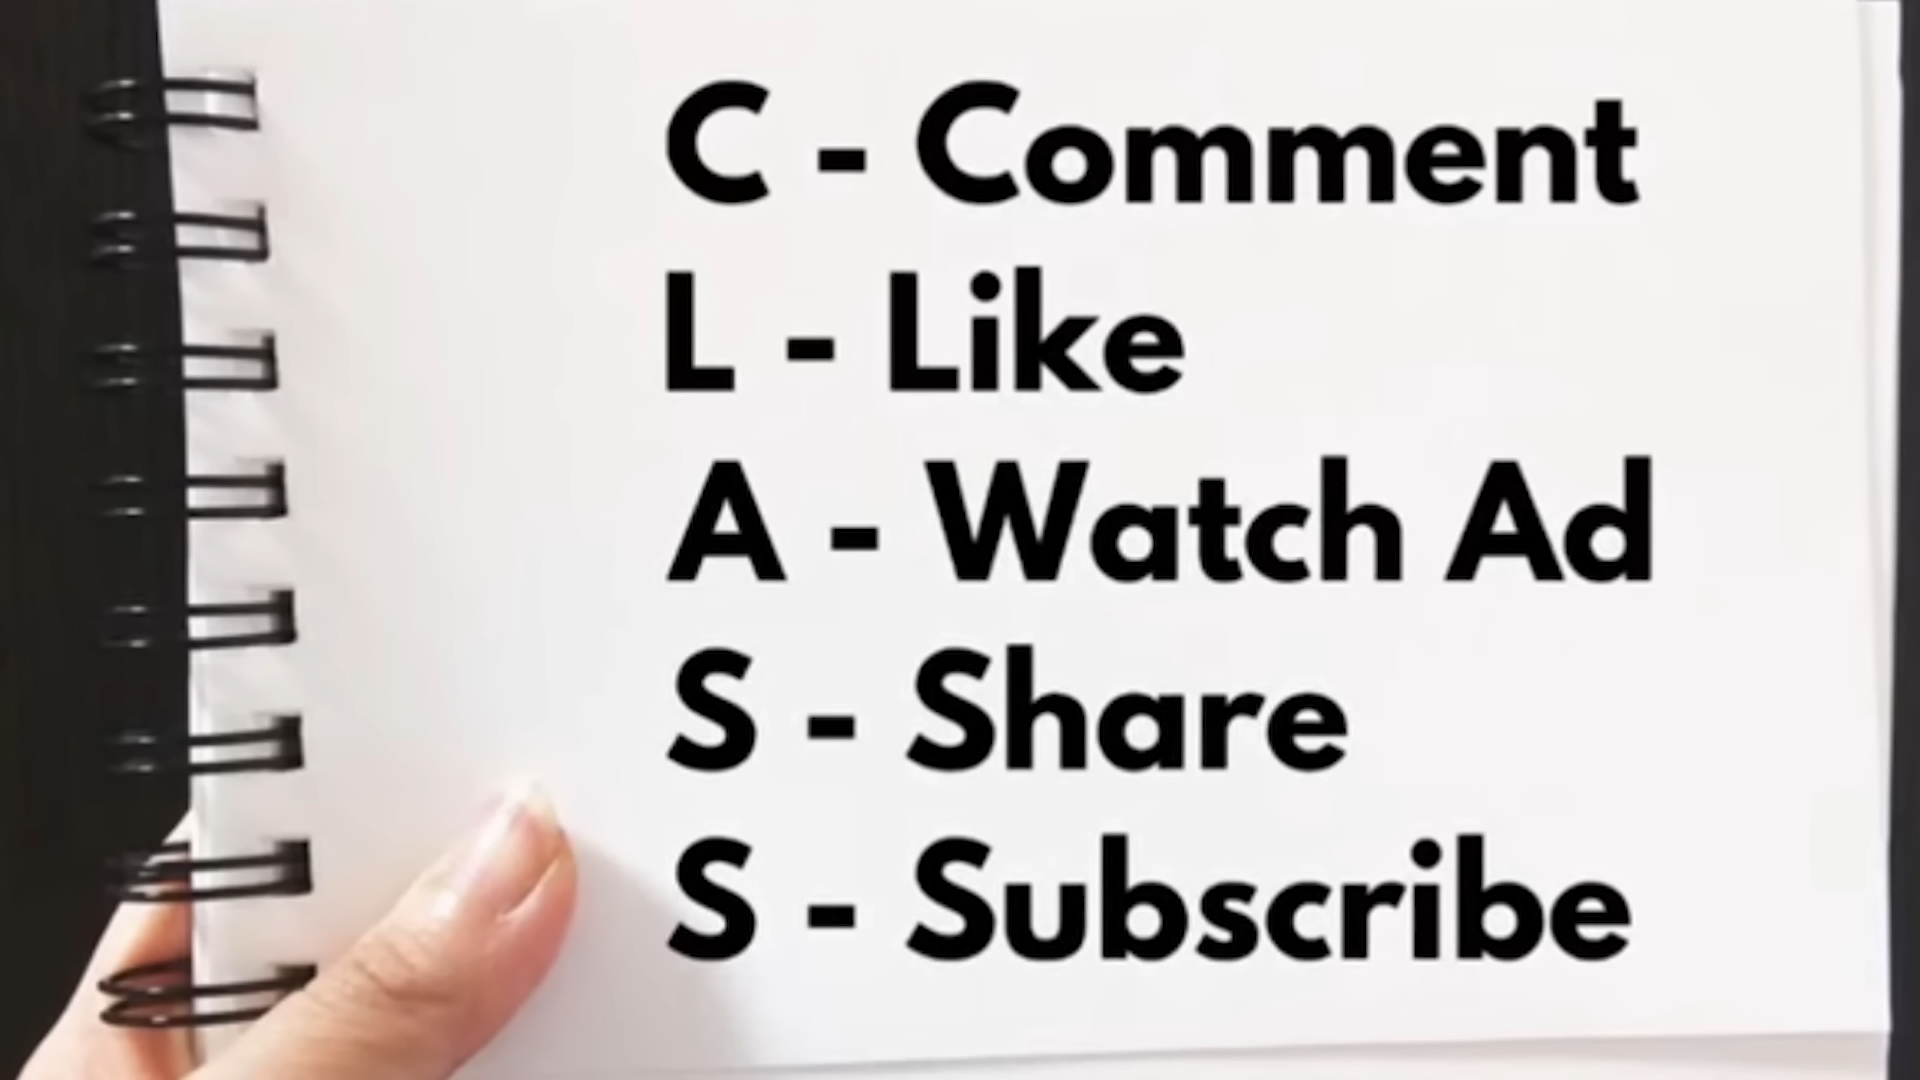 C - Comment
L - Like
A - Watch Ad
S - Share
S - Subscribe